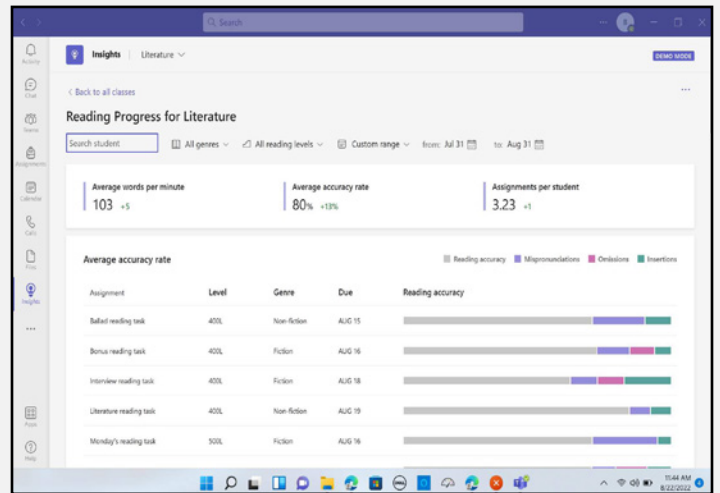 Search
Activity
Insights
Literature
DEMO MODE
Chat
Back to all classes
Teams
Reading Progress for Literature
Assignments
Search student
All genres
All reading levels
Custom range
from: Jul 31
to: Aug 31
Calendar
Average words per minute
Average accuracy rate
Assignments per student
103 +5
80% +13%
3.23 +1
Calls
Files
Average accuracy rate
Reading accuracy
Mispronunciations
Omissions
Insertions
Insights
Assignment Level Genre Due Reading accuracy
Ballad reading task 400L Non-fiction AUG 15
Bonus reading task 400L Fiction AUG 16
Interview reading task 400L Fiction AUG 18
Literature reading task 400L Non-fiction AUG 19
Apps
Monday's reading task 500L Fiction AUG 16
Help
11:44 AM
8/22/2022